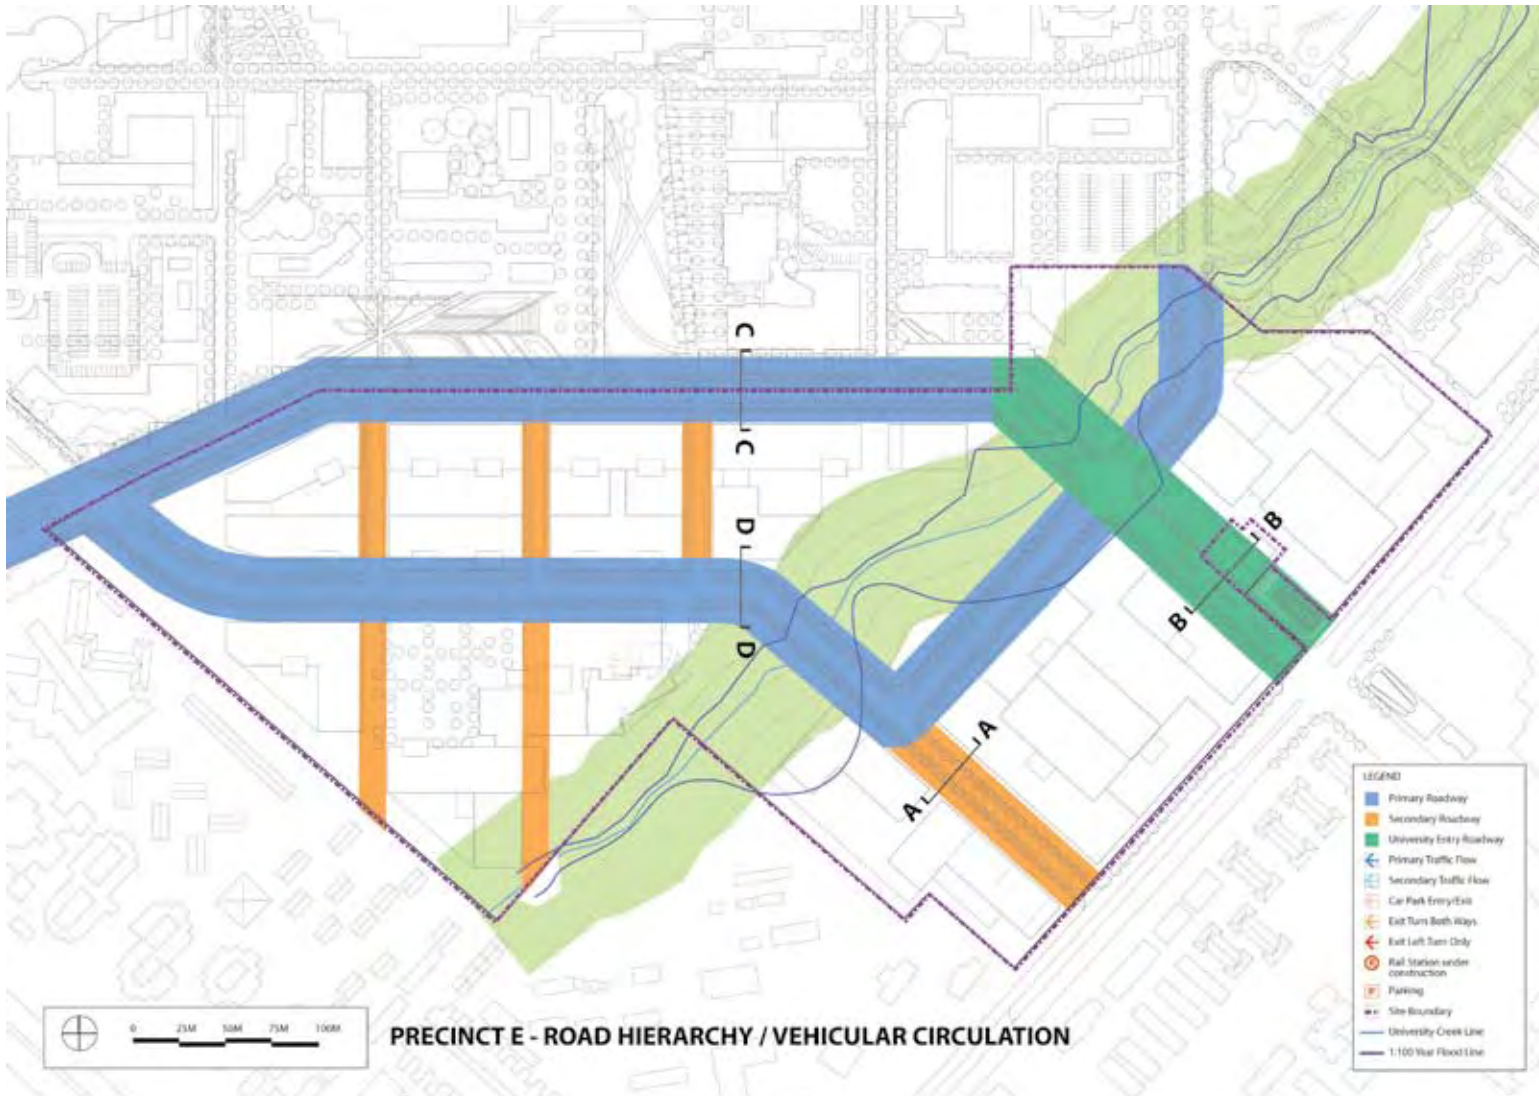 C
C
D
B
B
D
A
A
LEGEND
Primary Roadway
Secondary Roadway
University Entry Roadway
Primary Traffic Flow
Secondary Traffic Flow
Car Park Entry/Exit
Exit Turn Both Ways
Exit Left Turn Only
Rail Station under
construction
P Parking
Site Boundary
University Creek Line
1:100 Year Flood Line
0 25M 50M 75M 100M
PRECINCT E - ROAD HIERARCHY / VEHICULAR CIRCULATION